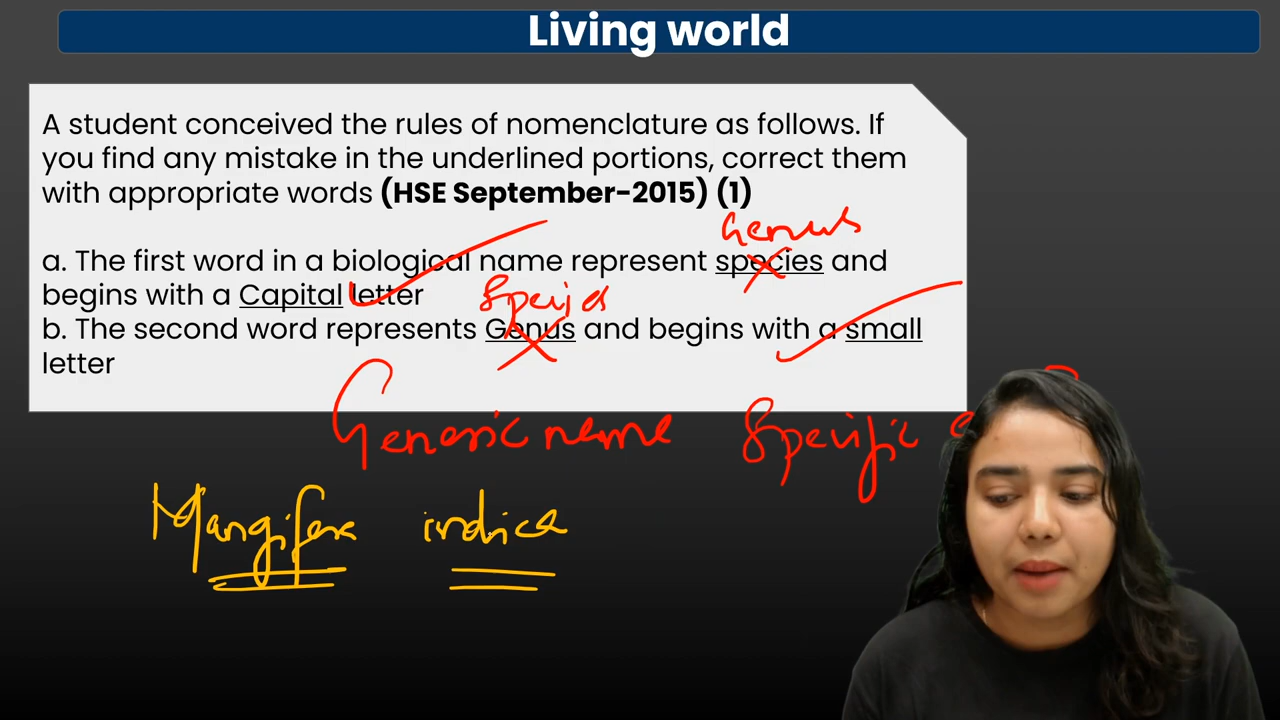 Living world
A student conceived the rules of nomenclature as follows. If
you find any mistake in the underlined portions, correct them
with appropriate words (HSE September-2015) (1)
Genus
a. The first word in a biological name represent species and
begins with a Capital letter
Species
b. The second word represents Genus and begins with a small
letter
Generic name Specific
Mangifera indica